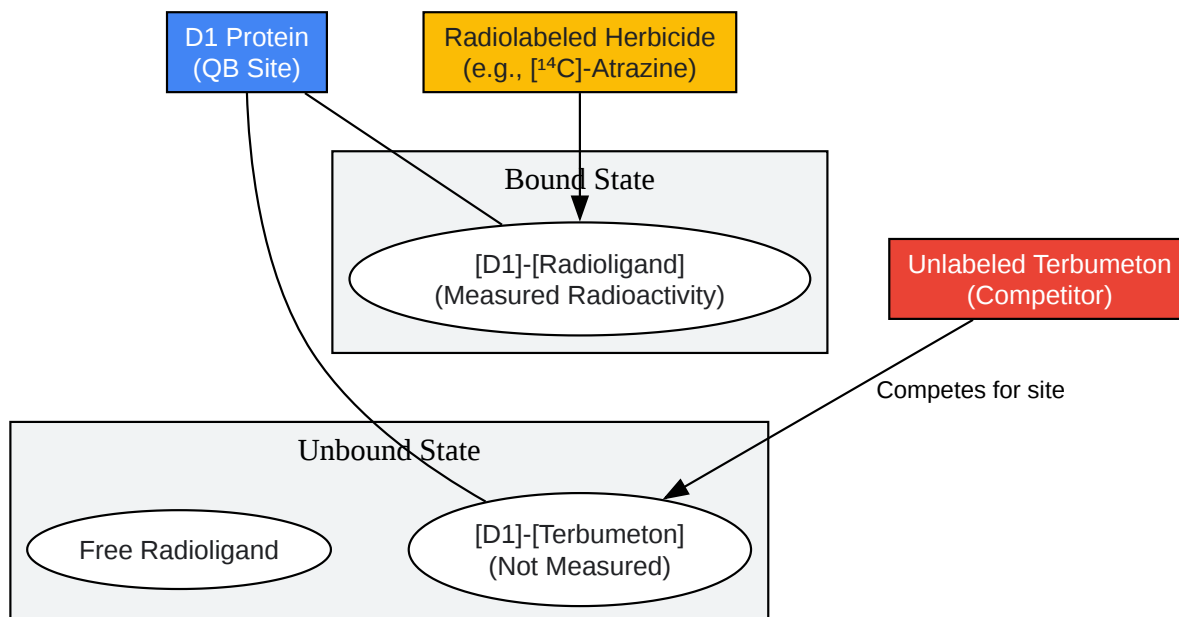 D1 Protein
(QB Site)
Radiolabeled Herbicide
(e.g., [¹⁴C]-Atrazine)
Bound State
[D1]-[Radioligand]
(Measured Radioactivity)
Unlabeled Terbumeton
(Competitor)
Competes for site
Unbound State
Free Radioligand
[D1]-[Terbumeton]
(Not Measured)